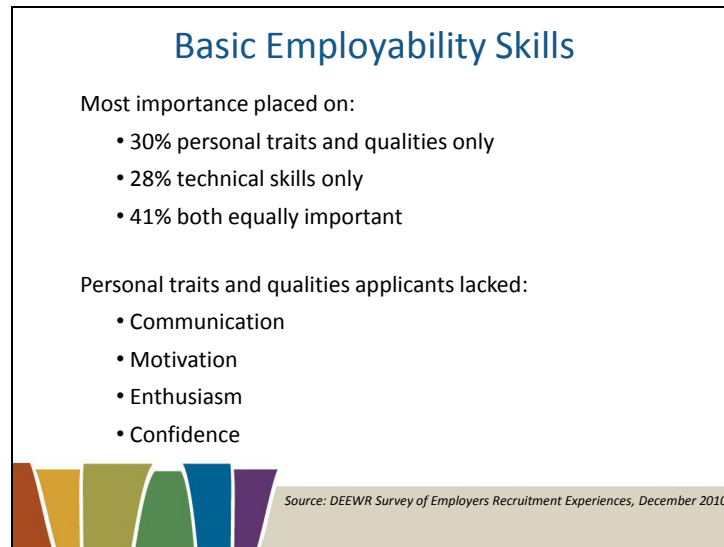 Basic Employability Skills
Most importance placed on:
• 30% personal traits and qualities only
• 28% technical skills only
• 41% both equally important
Personal traits and qualities applicants lacked:
• Communication
• Motivation
• Enthusiasm
• Confidence
Source: DEEWR Survey of Employers Recruitment Experiences, December 2010